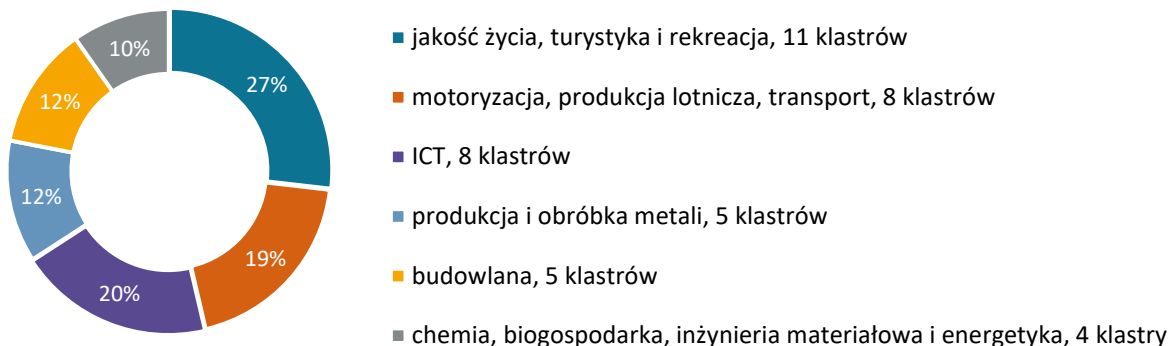 10%
27%
12%
12%
19%
20%
jakość życia, turystyka i rekreacja, 11 klastrów
motoryzacja, produkcja lotnicza, transport, 8 klastrów
ICT, 8 klastrów
produkcja i obróbka metali, 5 klastrów
budowlana, 5 klastrów
chemia, biogospodarka, inżynieria materiałowa i energetyka, 4 klastry